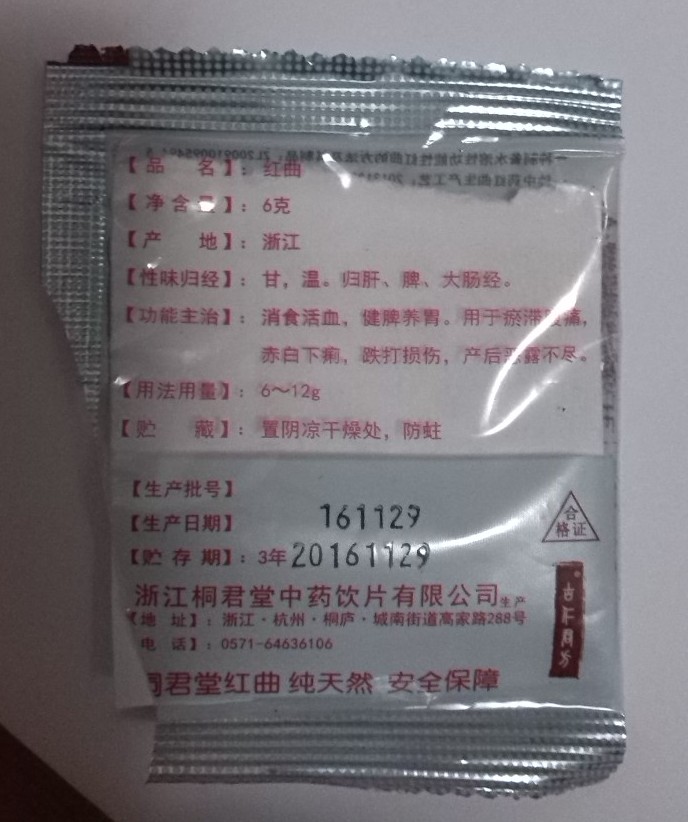 【品 名】：红曲
【净含量】：6克
【产 地】：浙江
【性味归经】：甘，温。归肝、脾、大肠经。
【功能主治】：消食活血，健脾养胃。用于瘀滞腹痛，
赤白下痢，跌打损伤，产后恶露不尽。
【用法用量】：6～12g
【贮 藏】：置阴凉干燥处，防蛀
【生产批号】
161129
【生产日期】
【贮存期】：3年
20161129
合格证
浙江桐君堂中药饮片有限公司生产
【地 址】：浙江·杭州·桐庐·城南街道高家路288号
电 话】：0571-64636106
君堂红曲 纯天然 安全保障